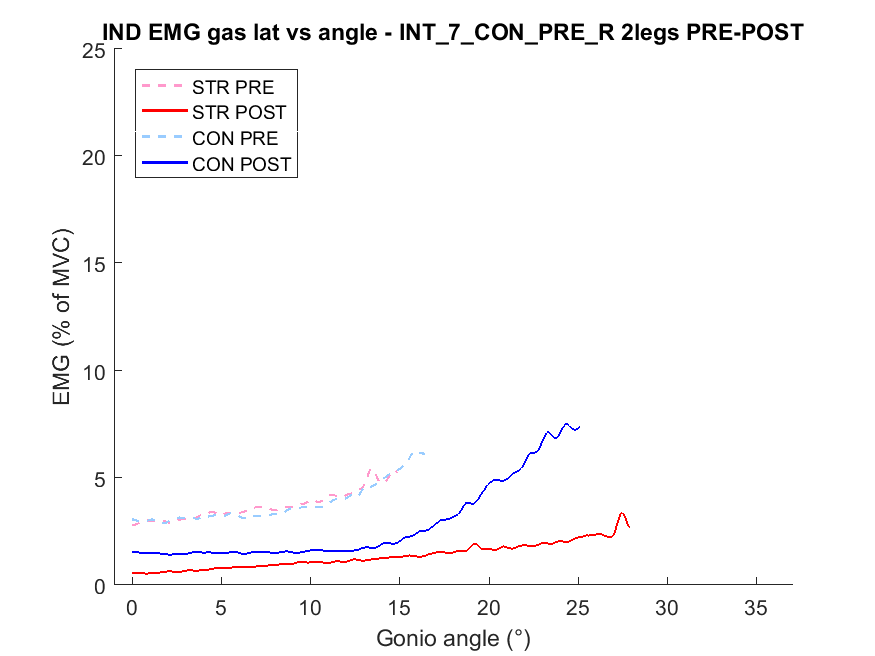 IND EMG gas lat vs angle - INT_7_CON_PRE_R 2legs PRE-POST
25
STR PRE
STR POST
CON PRE
CON POST
20
15
10
5
0
EMG (% of MVC)
0 5 10 15 20 25 30 35
Gonio angle (°)